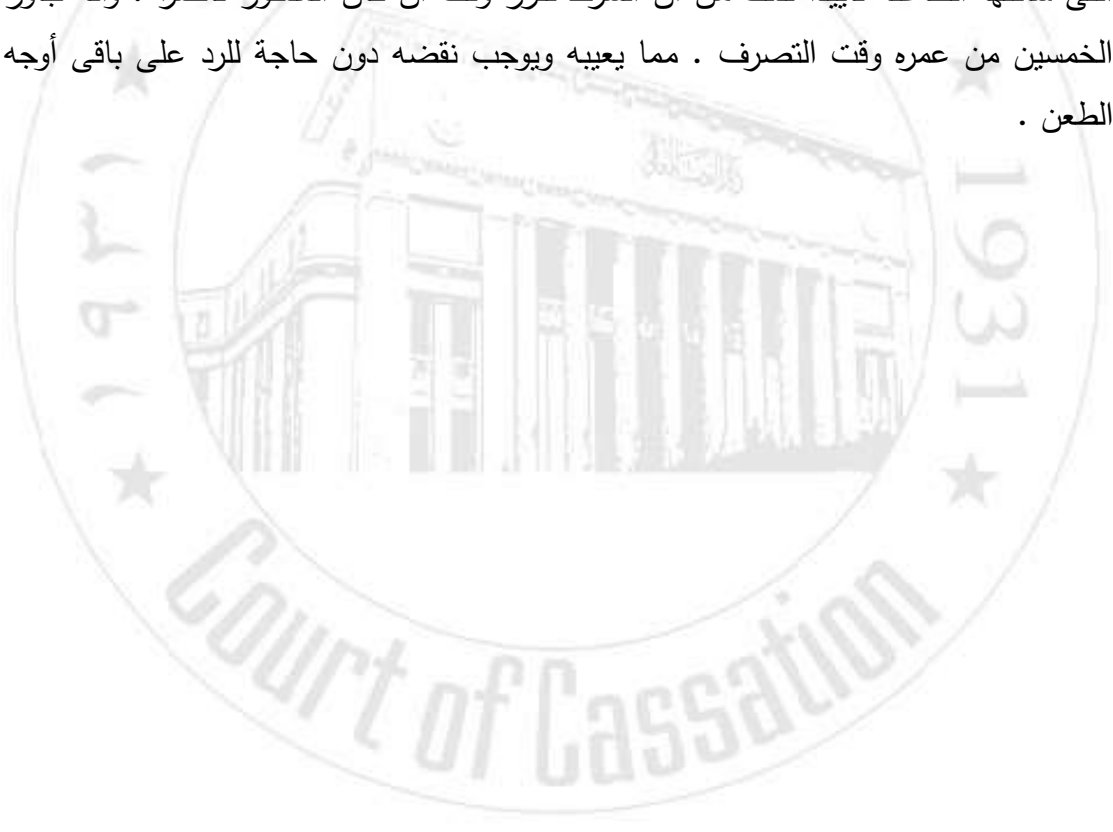 الخمسين من عمره وقت التصرف . مما يعيبه ويوجب نقضه دون حاجة للرد على باقى أوجه
الطعن .
١٩٣١
1931
Court of Cassation